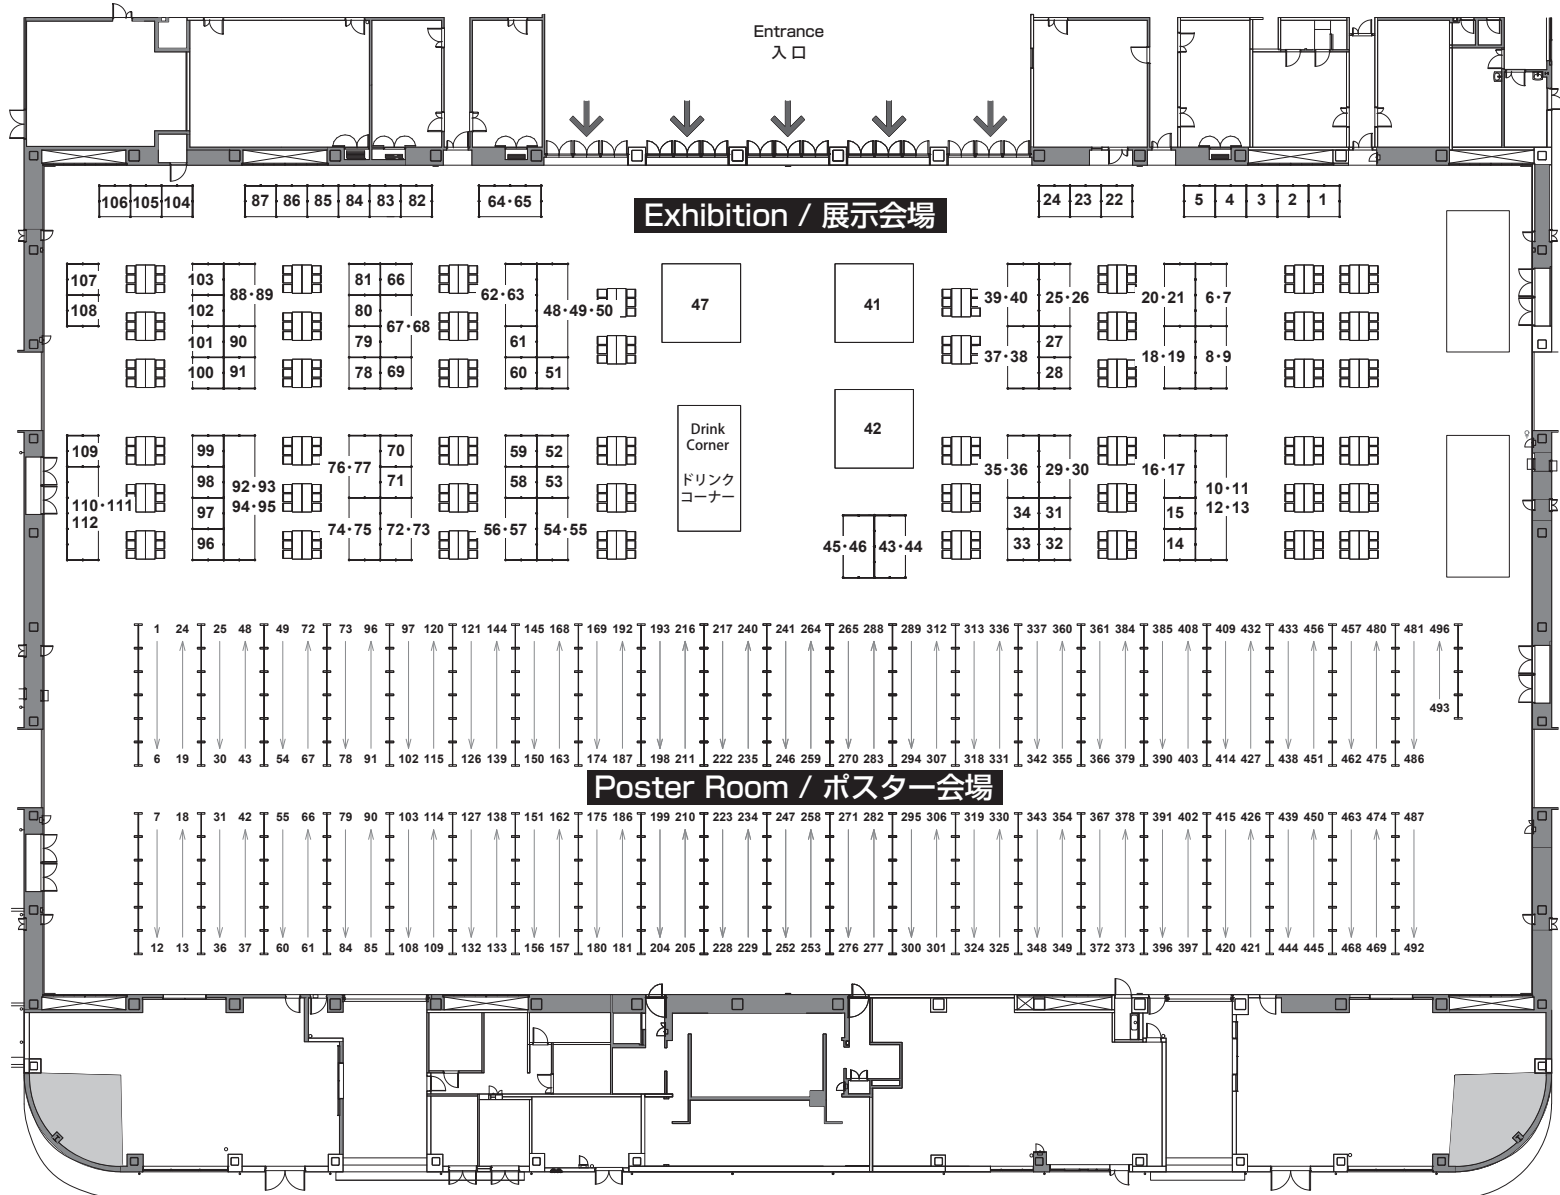 Entrance
入口
106 105 104 87 86 85 84 83 82 64・65 24 23 22 5 4 3 2 1
Exhibition / 展示会場
107 103 88・89 81 66 62・63 48・49・50 47 41 39・40 25・26 20・21 6・7
108 102 80 67・68
101 90 79 61 27
100 91 78 69 60 51 37・38 28 18・19 8・9
Drink
Corner
ドリンク
コーナー
42
109 99 70 59 52
98 76・77 71 58 53 35・36 29・30 16・17
110・111
112
92・93
94・95
97 34 31 15
10・11
12・13
96 74・75 72・73 56・57 54・55 33 32 14
45・46 43・44
1 24 25 48 49 72 73 96 97 120 121 144 145 168 169 192 193 216 217 240 241 264 265 288 289 312 313 336 337 360 361 384 385 408 409 432 433 456 457 480 481 496
493
6 19 30 43 54 67 78 91 102 115 126 139 150 163 174 187 198 211 222 235 246 259 270 283 294 307 318 331 342 355 366 379 390 403 414 427 438 451 462 475 486
Poster Room / ポスター会場
7 18 31 42 55 66 79 90 103 114 127 138 151 162 175 186 199 210 223 234 247 258 271 282 295 306 319 330 343 354 367 378 391 402 415 426 439 450 463 474 487
12 13 36 37 60 61 84 85 108 109 132 133 156 157 180 181 204 205 228 229 252 253 276 277 300 301 324 325 348 349 372 373 396 397 420 421 444 445 468 469 492